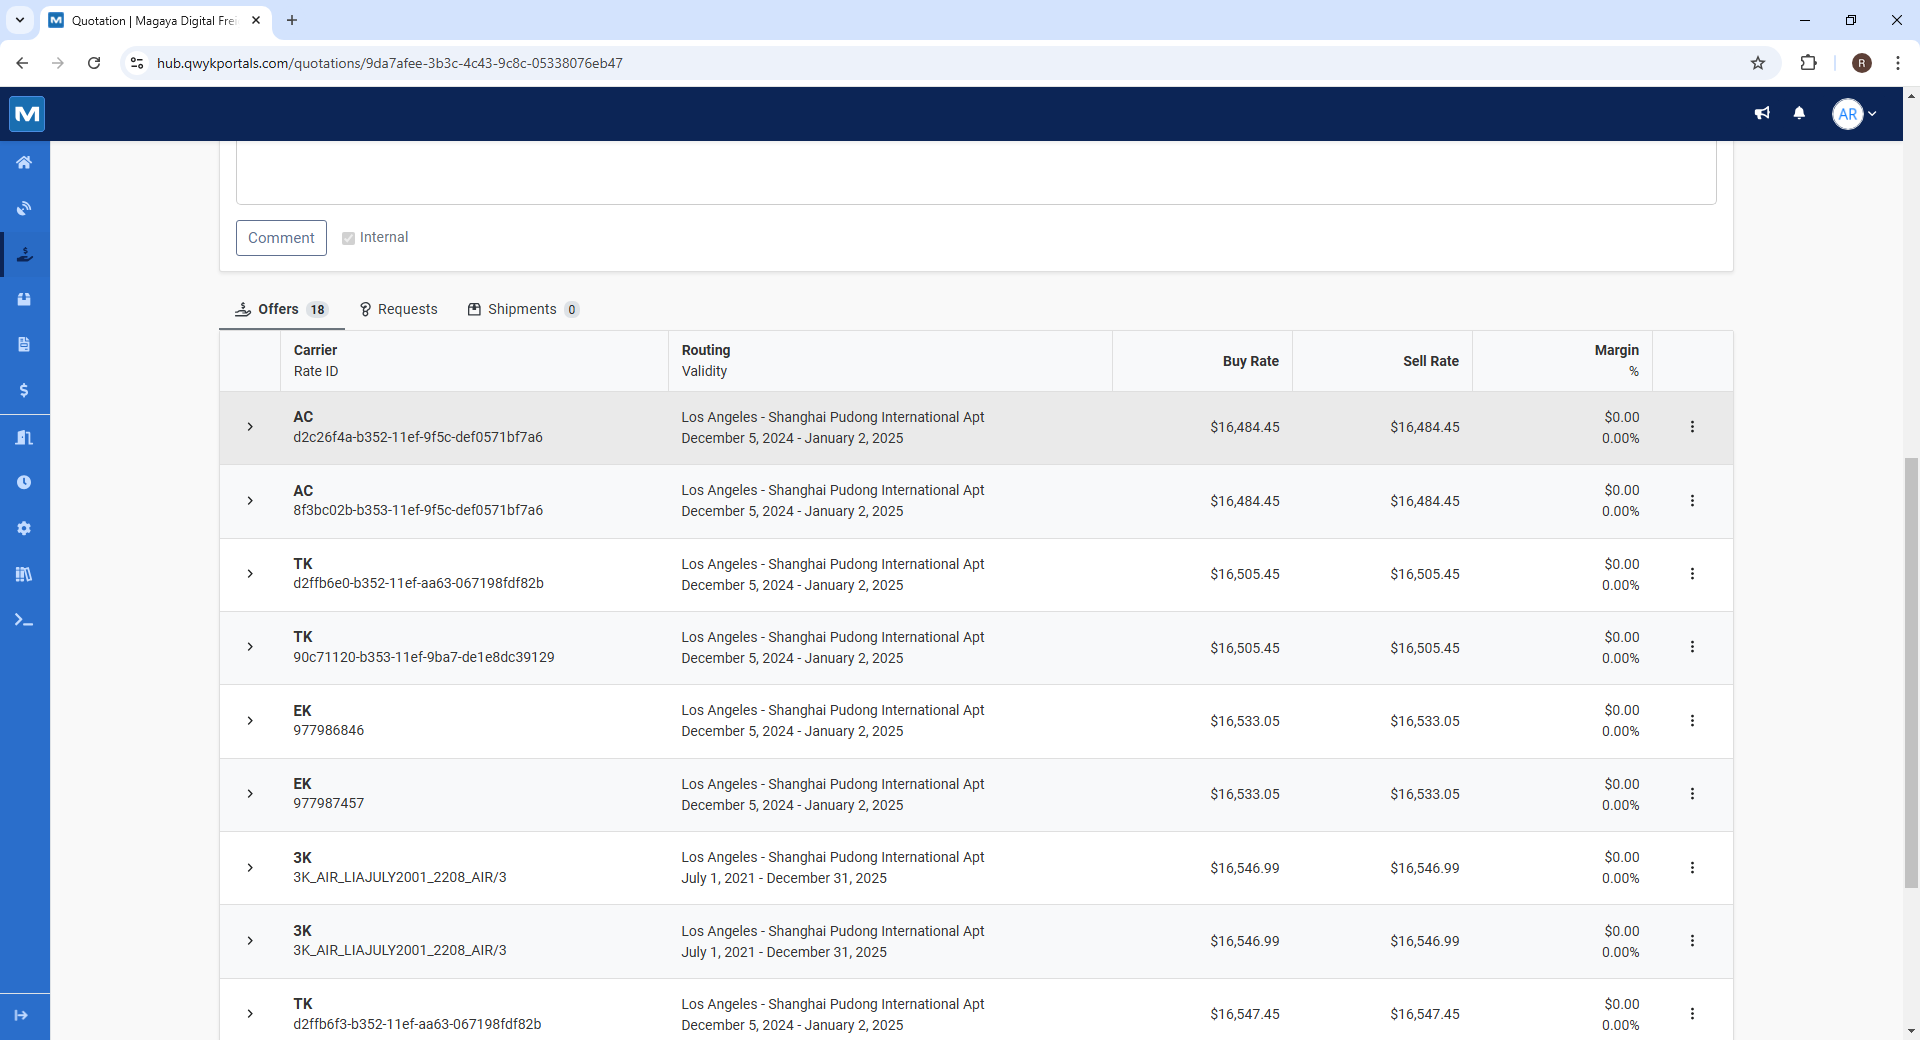 Quotation | Magaya Digital Frei
hub.qwykportals.com/quotations/9da7afee-3b3c-4c43-9c8c-05338076eb47
R
M
AR
Comment
Internal
Offers 18 Requests Shipments 0
Carrier
Rate ID
Routing
Validity
Buy Rate
Sell Rate
Margin
%
AC
d2c26f4a-b352-11ef-9f5c-def0571bf7a6
Los Angeles - Shanghai Pudong International Apt
December 5, 2024 - January 2, 2025
$16,484.45
$16,484.45
$0.00
0.00%
AC
8f3bc02b-b353-11ef-9f5c-def0571bf7a6
Los Angeles - Shanghai Pudong International Apt
December 5, 2024 - January 2, 2025
$16,484.45
$16,484.45
$0.00
0.00%
TK
d2ffb6e0-b352-11ef-aa63-067198fdf82b
Los Angeles - Shanghai Pudong International Apt
December 5, 2024 - January 2, 2025
$16,505.45
$16,505.45
$0.00
0.00%
TK
90c71120-b353-11ef-9ba7-de1e8dc39129
Los Angeles - Shanghai Pudong International Apt
December 5, 2024 - January 2, 2025
$16,505.45
$16,505.45
$0.00
0.00%
EK
977986846
Los Angeles - Shanghai Pudong International Apt
December 5, 2024 - January 2, 2025
$16,533.05
$16,533.05
$0.00
0.00%
EK
977987457
Los Angeles - Shanghai Pudong International Apt
December 5, 2024 - January 2, 2025
$16,533.05
$16,533.05
$0.00
0.00%
3K
3K_AIR_LIAJULY2001_2208_AIR/3
Los Angeles - Shanghai Pudong International Apt
July 1, 2021 - December 31, 2025
$16,546.99
$16,546.99
$0.00
0.00%
3K
3K_AIR_LIAJULY2001_2208_AIR/3
Los Angeles - Shanghai Pudong International Apt
July 1, 2021 - December 31, 2025
$16,546.99
$16,546.99
$0.00
0.00%
TK
d2ffb6f3-b352-11ef-aa63-067198fdf82b
Los Angeles - Shanghai Pudong International Apt
December 5, 2024 - January 2, 2025
$16,547.45
$16,547.45
$0.00
0.00%